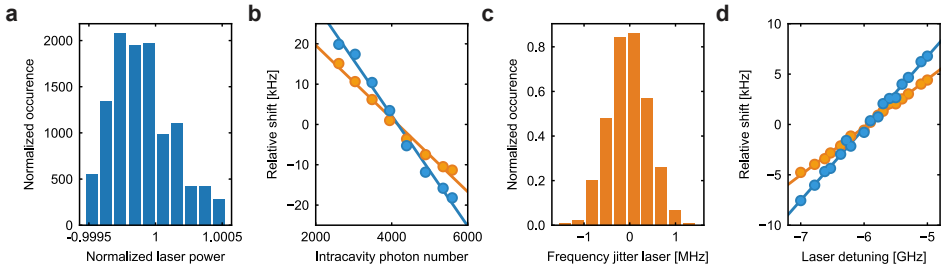 a
Normalized occurence
2000
1500
1000
500
0
-0.9995
1
1.0005
Normalized laser power
b
Relative shift [kHz]
20
10
0
−10
−20
2000
4000
6000
Intracavity photon number
c
Normalized occurence
0.8
0.6
0.4
0.2
0.0
−1
0
1
Frequency jitter laser [MHz]
d
Relative shift [kHz]
10
5
0
−5
−10
−7
−6
−5
Laser detuning [GHz]